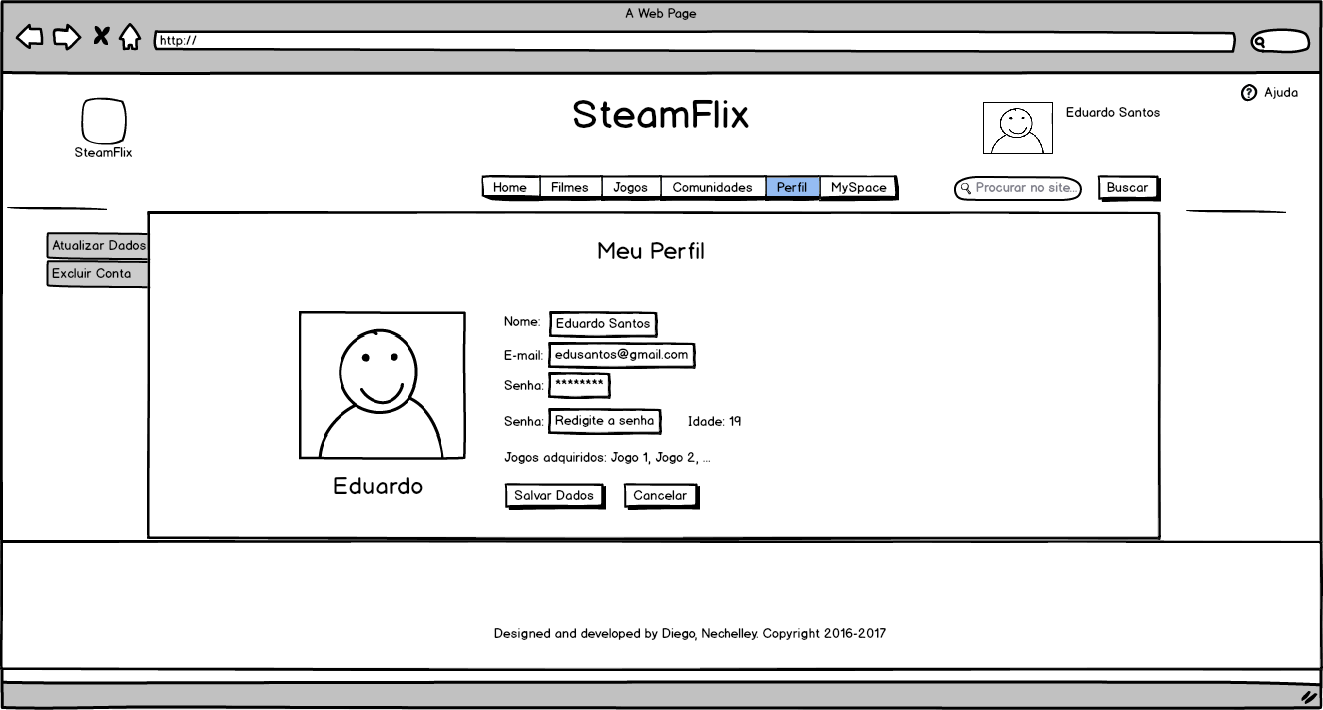 A Web Page
http://
Ajuda
SteamFlix
Eduardo Santos
SteamFlix
Home Filmes Jogos Comunidades Perfil MySpace
Procurar no site... Buscar
Atualizar Dados
Excluir Conta
Meu Perfil
Nome: Eduardo Santos
E-mail: edusantos@gmail.com
Senha: ********
Senha: Redigite a senha Idade: 19
Jogos adquiridos: Jogo 1, Jogo 2, ...
Eduardo
Salvar Dados Cancelar
Designed and developed by Diego, Nechelley. Copyright 2016-2017